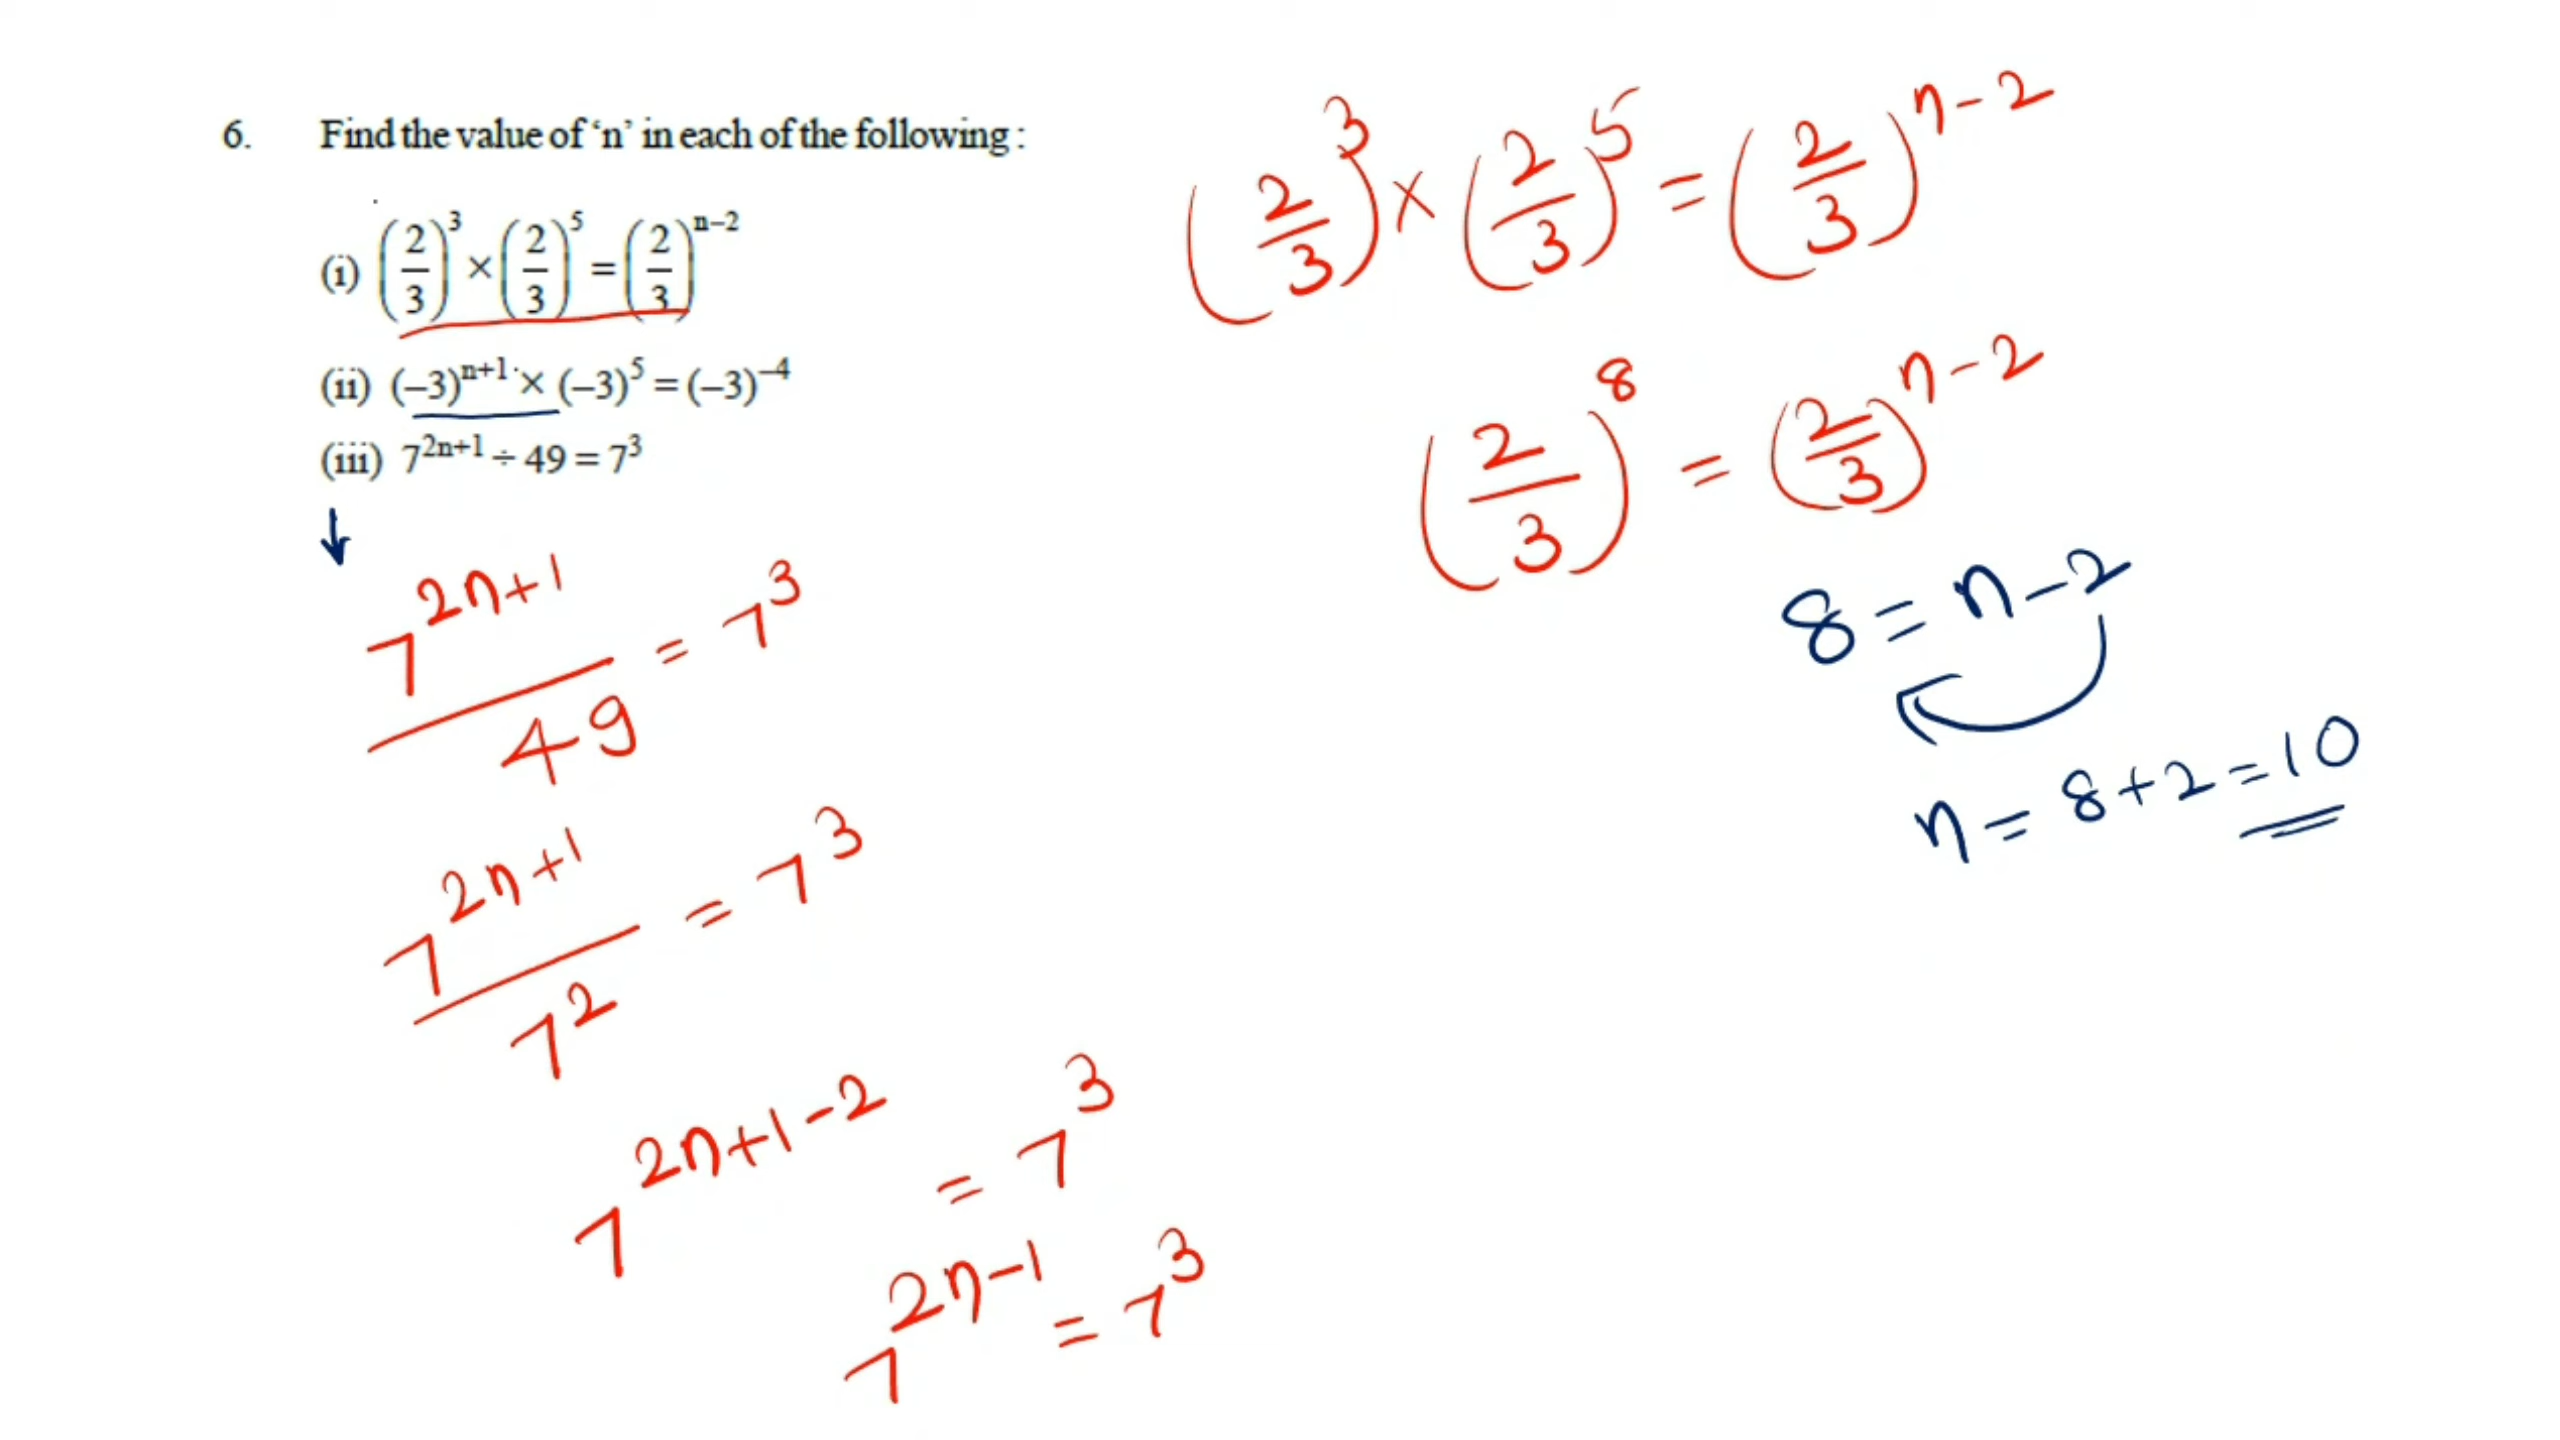 6. Find the value of ‘n’ in each of the following :
(i) (2/3)^3 × (2/3)^5 = (2/3)^{n–2}
(ii) (–3)^{n+1} × (–3)^5 = (–3)^{–4}
(iii) 7^{2n+1} ÷ 49 = 7^3
7^{2n+1} / 49 = 7^3
7^{2n+1} / 7^2 = 7^3
7^{2n+1-2} = 7^3
7^{2n-1} = 7^3
(2/3)^3 × (2/3)^5 = (2/3)^{n-2}
(2/3)^8 = (2/3)^{n-2}
8 = n-2
n = 8+2 = 10